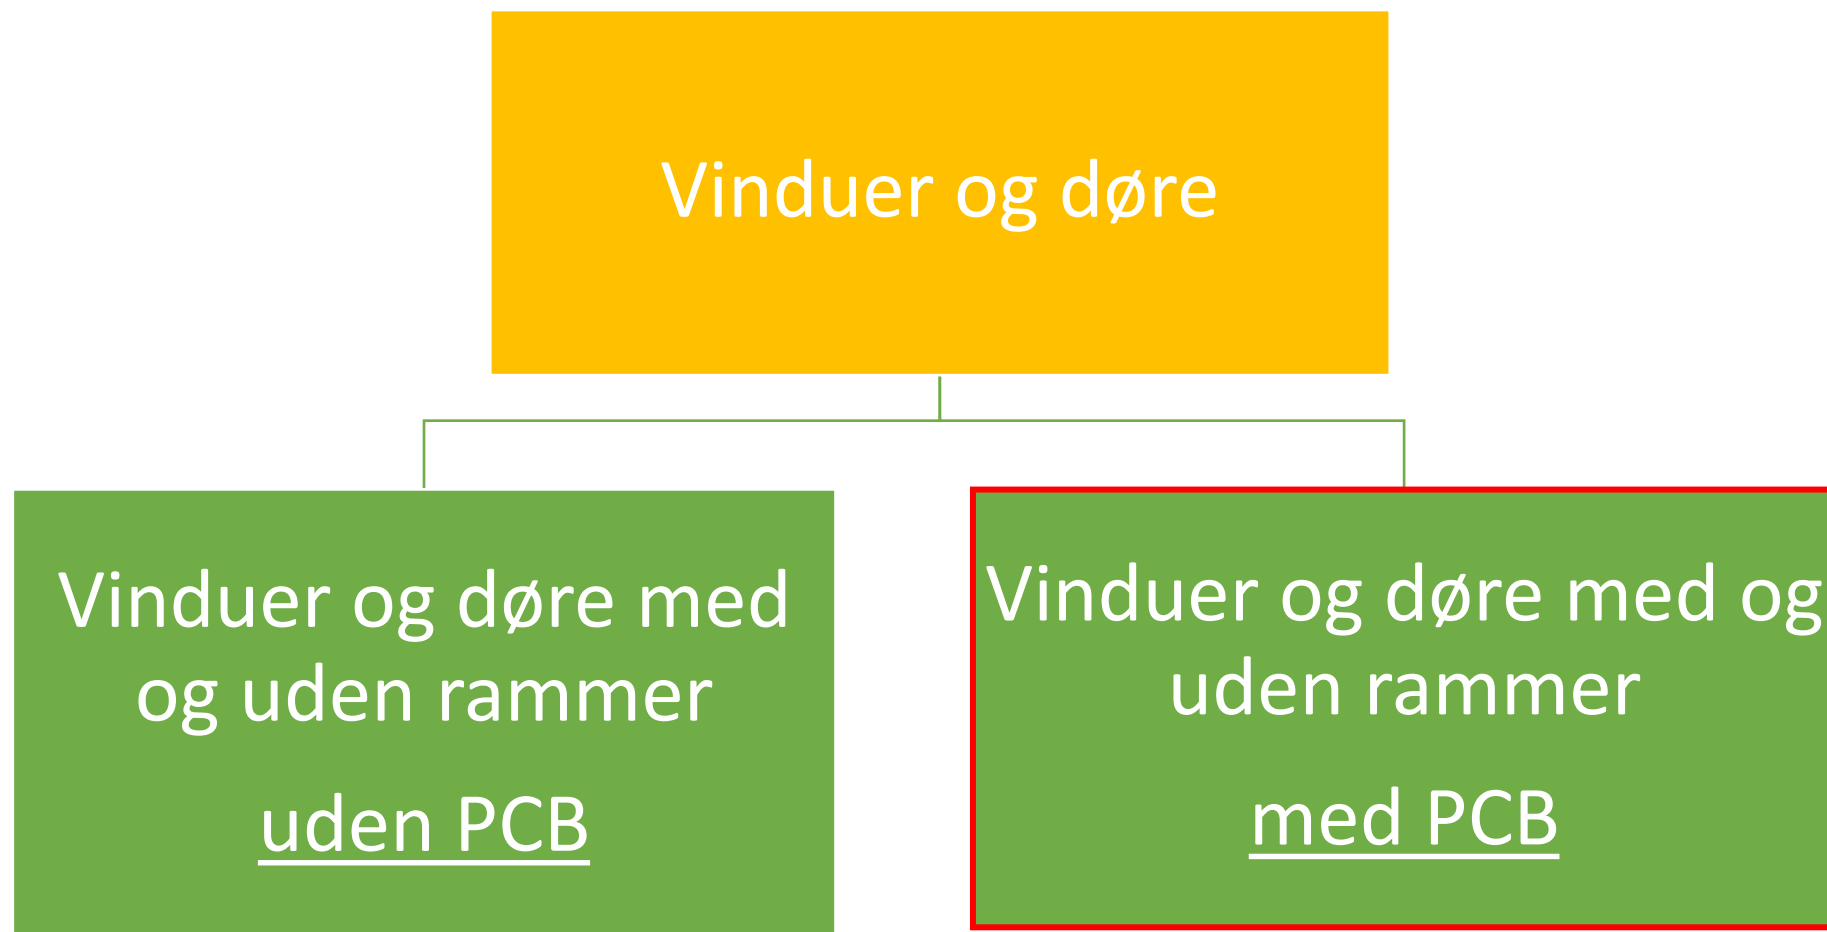 Vinduer og døre
Vinduer og døre med
og uden rammer
uden PCB
Vinduer og døre med og
uden rammer
med PCB